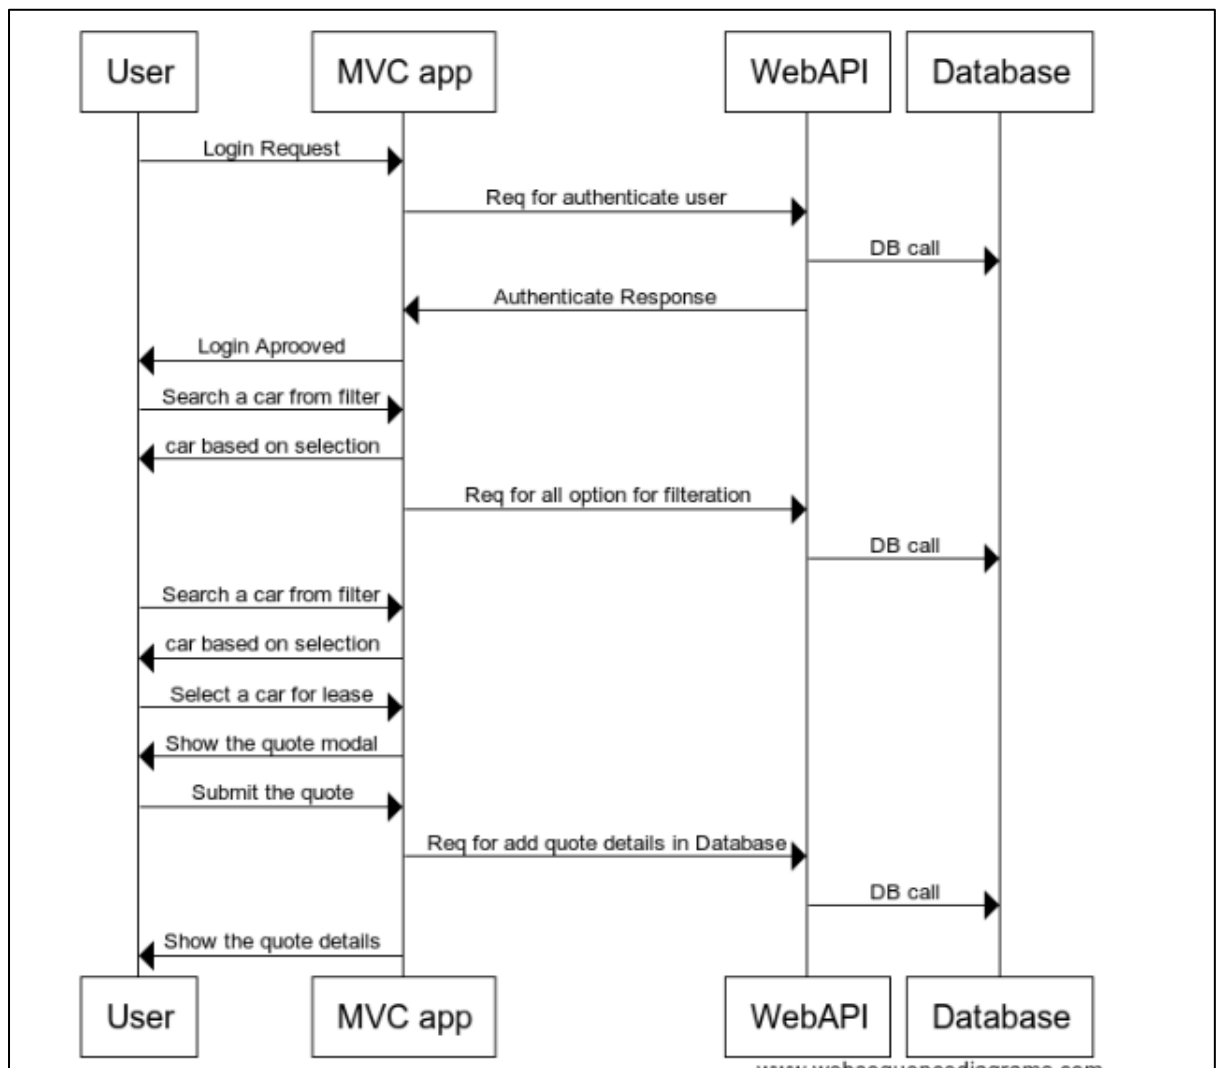 User MVC app WebAPI Database
Login Request
Req for authenticate user
DB call
Authenticate Response
Login Aprooved
Search a car from filter
car based on selection
Req for all option for filteration
DB call
Search a car from filter
car based on selection
Select a car for lease
Show the quote modal
Submit the quote
Req for add quote details in Database
DB call
Show the quote details
User MVC app WebAPI Database
www.websequencediagrams.com